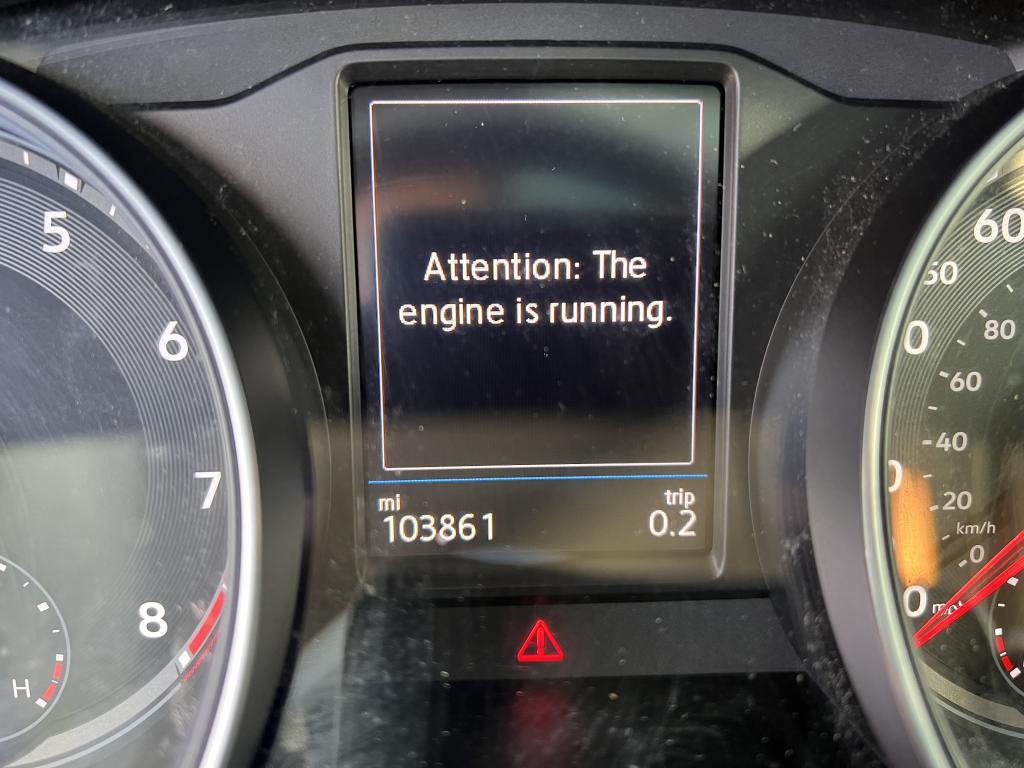 Attention: The
engine is running.
mi
trip
103861
0.2
5
6
7
8
H
60
80
60
40
20
km/h
0
0